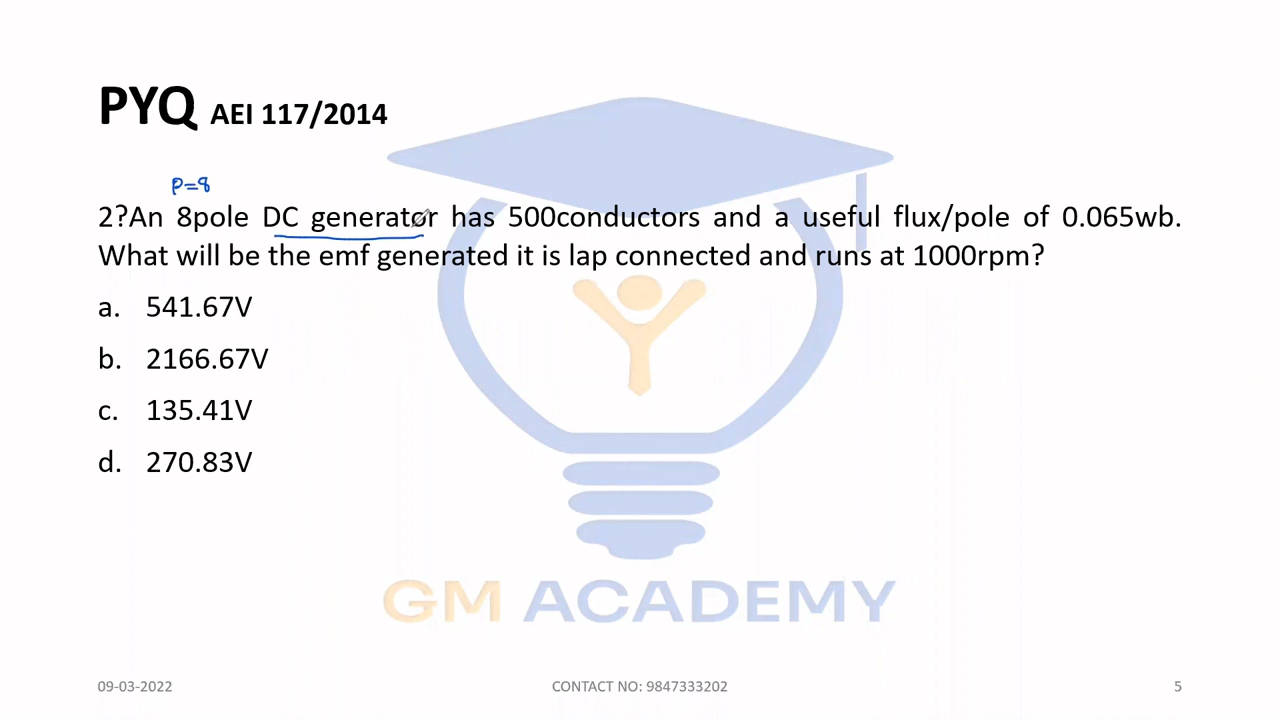 PYQ AEI 117/2014
P=8
2?An 8pole DC generator has 500conductors and a useful flux/pole of 0.065wb.
What will be the emf generated it is lap connected and runs at 1000rpm?
a. 541.67V
b. 2166.67V
c. 135.41V
d. 270.83V
GM ACADEMY
09-03-2022 CONTACT NO: 9847333202 5